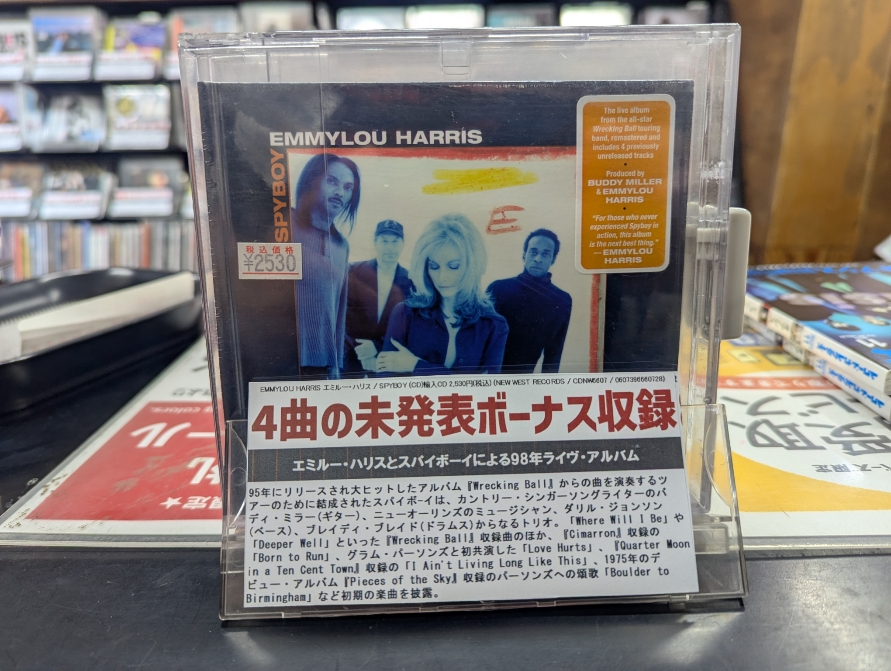 EMMYLOU HARRIS
SPYBOY
E
The live album
from the all-star
Wrecking Ball touring
band, remastered and
includes 4 previously
unreleased tracks
•
Produced by
BUDDY MILLER
& EMMYLOU
HARRIS
•
"For those who never
experienced Spyboy in
action, this album
is the next best thing."
— EMMYLOU
HARRIS
税込価格
¥2530
EMMYLOU HARRIS エミルー・ハリス / SPYBOY (CD)輸入CD 2,530円(税込) (NEW WEST RECORDS / CDNW5607 / 0607396560728)
4曲の未発表ボーナス収録
エミルー・ハリスとスパイボーイによる98年ライヴ・アルバム
95年にリリースされ大ヒットしたアルバム『Wrecking Ball』からの曲を演奏するツ
アーのために結成されたスパイボーイは、カントリー・シンガーソングライターのバ
ディ・ミラー(ギター)、ニューオーリンズのミュージシャン、ダリル・ジョンソン
(ベース)、ブレイディ・ブレイド(ドラムス)からなるトリオ。「Where Will I Be」や
「Deeper Well」といった『Wrecking Ball』収録曲のほか、『Cimarron』収録の
「Born to Run」、グラム・パーソンズと初共演した「Love Hurts」、『Quarter Moon
in a Ten Cent Town』収録の「I Ain't Living Long Like This」、1975年のデ
ビュー・アルバム『Pieces of the Sky』収録のパーソンズへの頌歌「Boulder to
Birmingham」など初期の楽曲を披露。